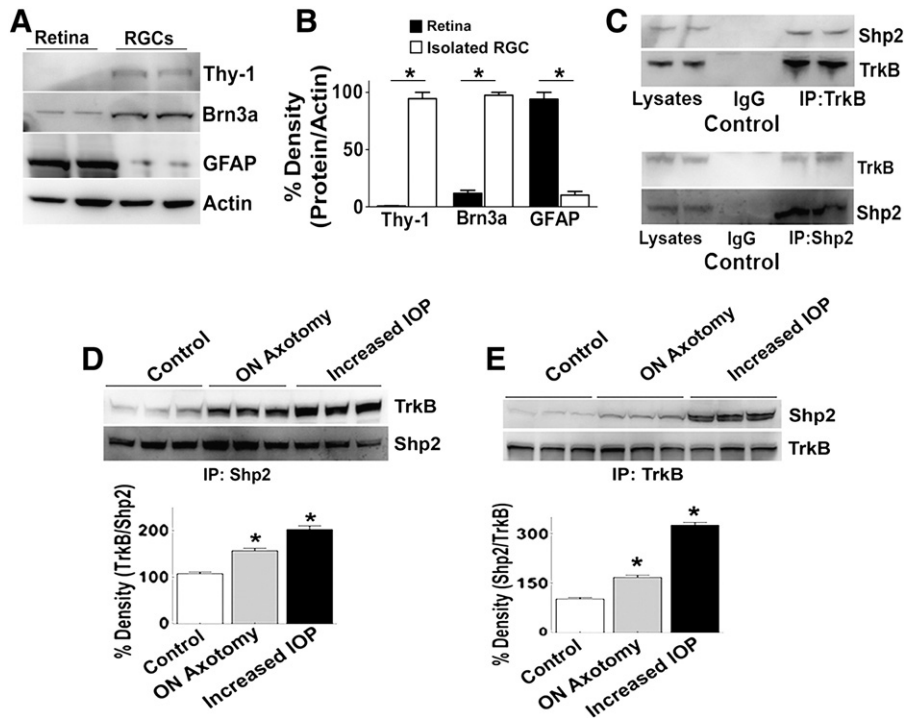 A
Retina RGCs
Thy-1
Brn3a
GFAP
Actin
B
Retina
Isolated RGC
% Density
(Protein/Actin)
* * *
100
50
0
Thy-1 Brn3a GFAP
C
Shp2
TrkB
Lysates IgG IP:TrkB
Control
TrkB
Shp2
Lysates IgG IP:Shp2
Control
D
Control ON Axotomy Increased IOP
TrkB
Shp2
IP: Shp2
% Density (TrkB/Shp2)
200
100
0
* *
Control ON Axotomy Increased IOP
E
Control ON Axotomy Increased IOP
Shp2
TrkB
IP: TrkB
% Density (Shp2/TrkB)
300
150
0
* *
Control ON Axotomy Increased IOP